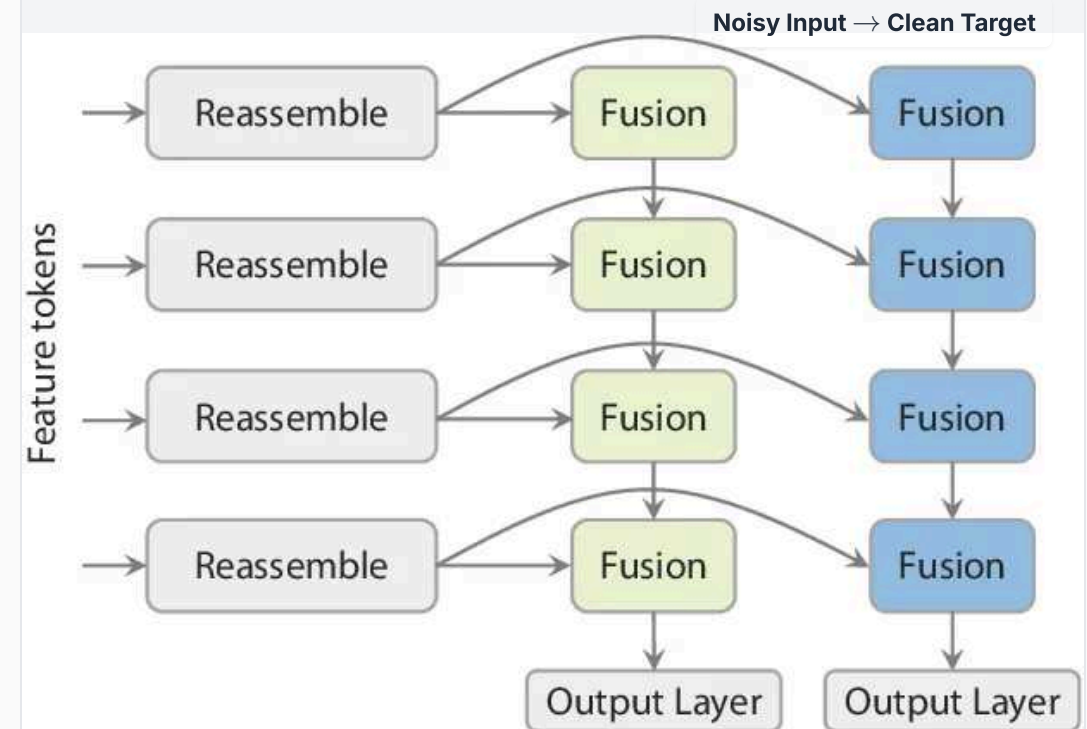 Noisy Input → Clean Target
Feature tokens
Reassemble Fusion Fusion
Reassemble Fusion Fusion
Reassemble Fusion Fusion
Reassemble Fusion Fusion
Output Layer Output Layer